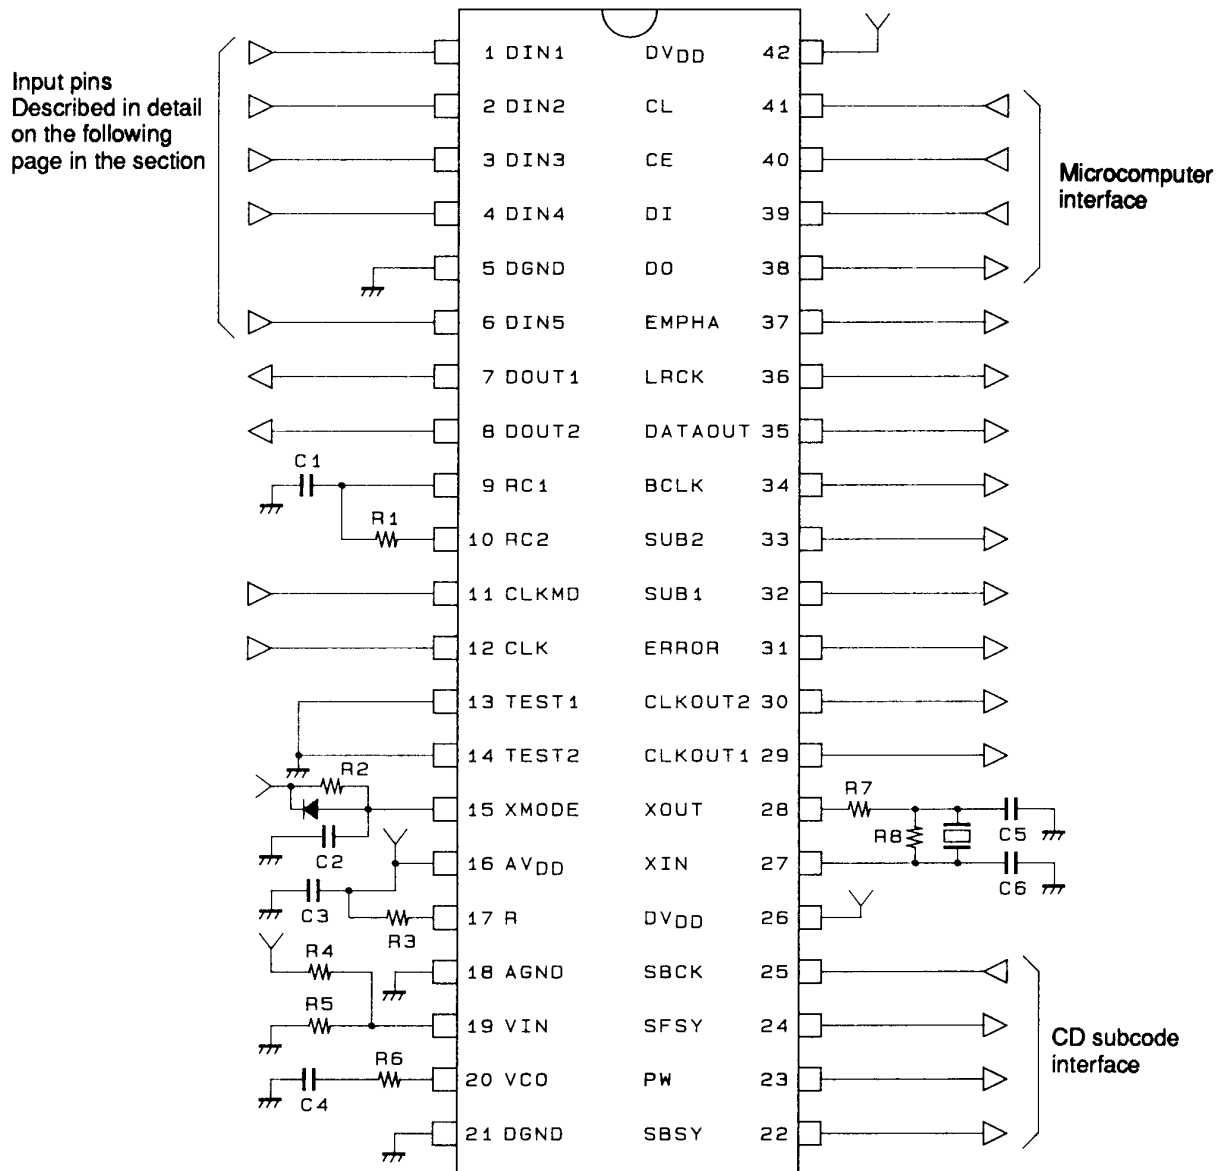 Input pins
Described in detail
on the following
page in the section
1 DIN1 DVDD 42
2 DIN2 CL 41
3 DIN3 CE 40
4 DIN4 DI 39
5 DGND DO 38
6 DIN5 EMPHA 37
7 DOUT1 LRCK 36
8 DOUT2 DATAOUT 35
C1
9 RC1 BCLK 34
R1
10 RC2 SUB2 33
11 CLKMD SUB1 32
12 CLK ERROR 31
13 TEST1 CLKOUT2 30
14 TEST2 CLKOUT1 29
R2
15 XMODE XOUT 28
C2
16 AVDD XIN 27
C3
R3
17 R DVDD 26
R4
18 AGND SBCK 25
R5
19 VIN SFSY 24
R6
20 VCO PW 23
C4
21 DGND SBSY 22
Microcomputer
interface
R7
R8
C5
C6
CD subcode
interface